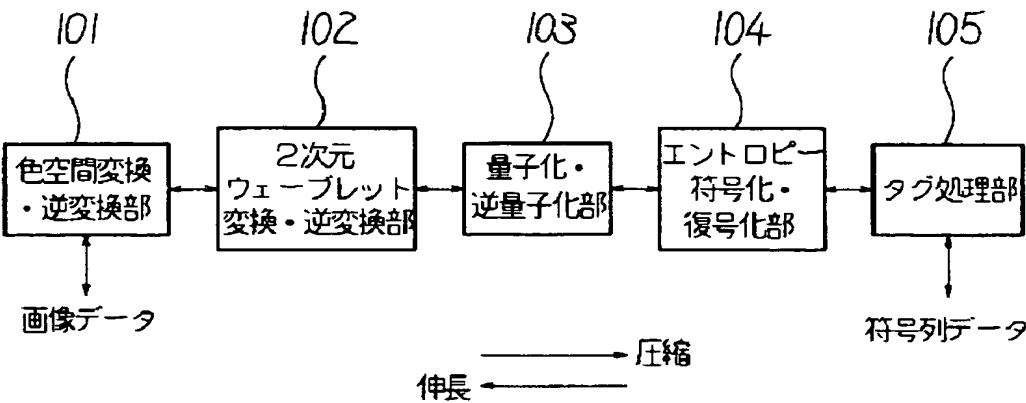 101
102
103
104
105
色空間変換
・逆変換部
2次元
ウェーブレット
変換・逆変換部
量子化・
逆量子化部
エントロピー
符号化・
復号化部
タグ処理部
画像データ
符号列データ
圧縮
伸長